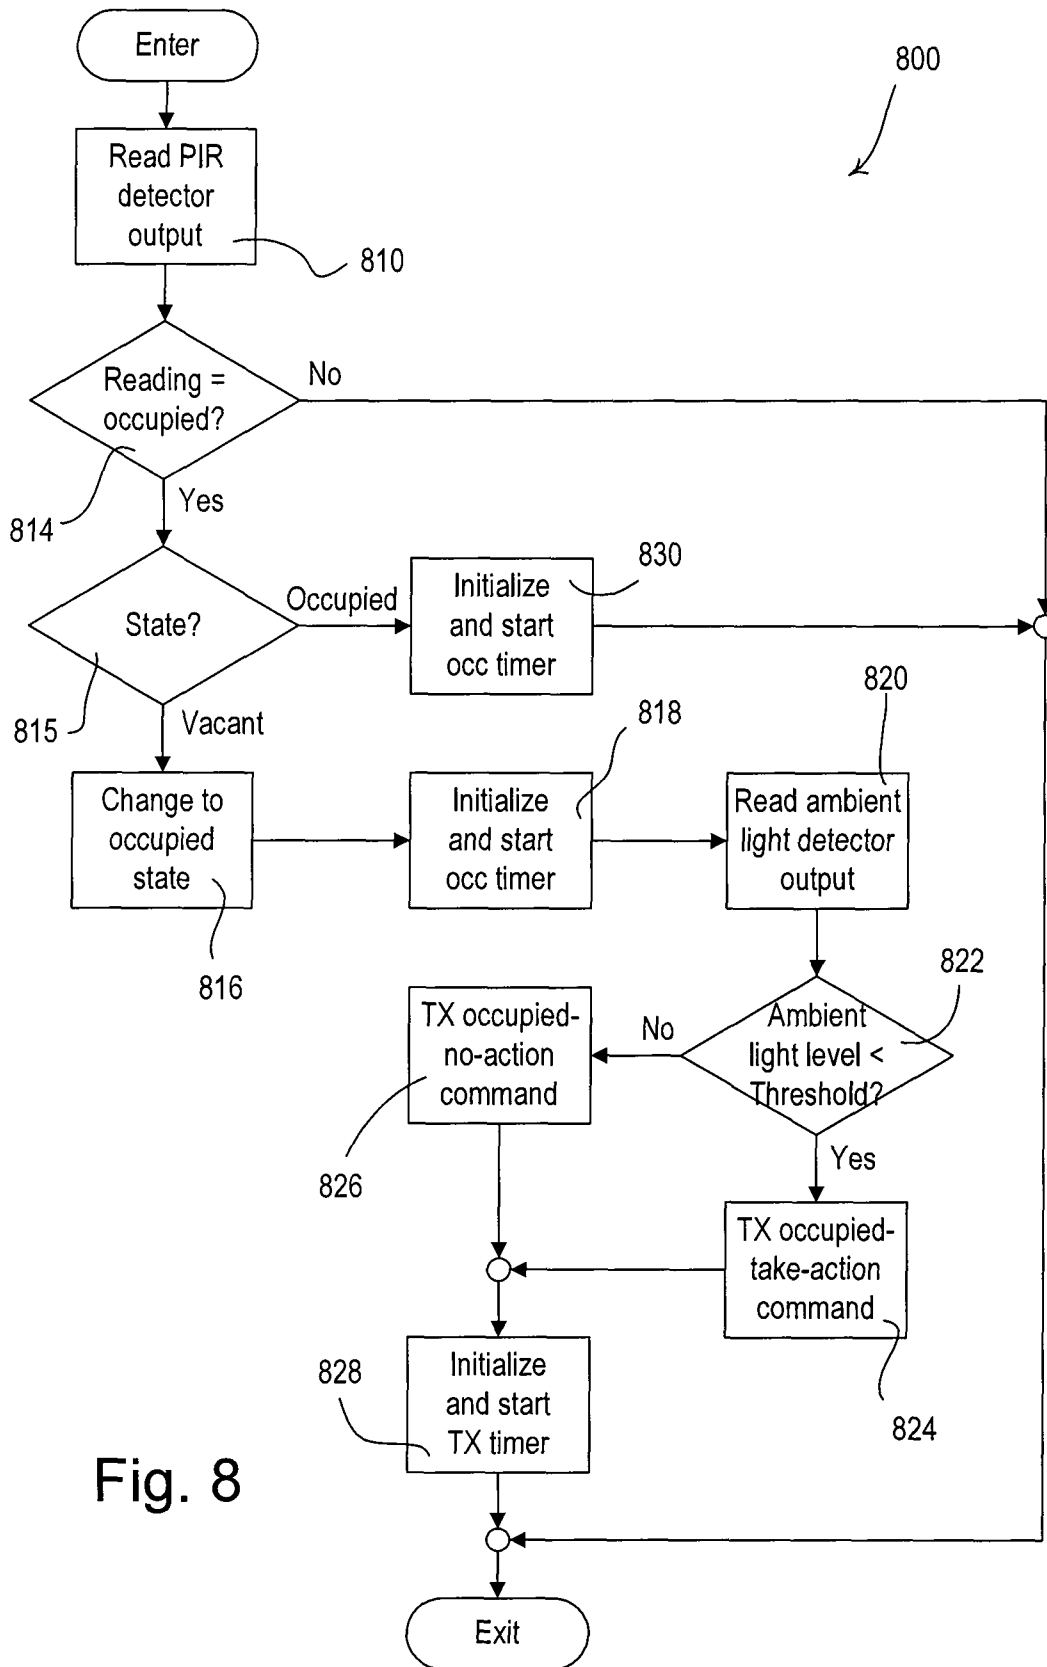 Enter
800
Read PIR
detector
output
810
Reading =
occupied?
No
814
Yes
State?
Occupied
815
Vacant
Initialize
and start
occ timer
830
Change to
occupied
state
816
Initialize
and start
occ timer
818
Read ambient
light detector
output
820
Ambient
light level <
Threshold?
822
No
Yes
TX occupied-
no-action
command
826
TX occupied-
take-action
command
824
Initialize
and start
TX timer
828
Exit
Fig. 8